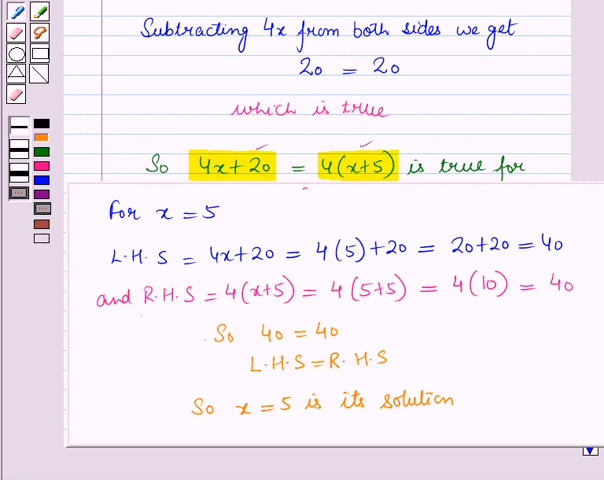 Subtracting 4x from both sides we get
20 = 20
which is true
So 4x+20 = 4(x+5) is true for
For x = 5
L.H.S = 4x+20 = 4(5)+20 = 20+20 = 40
and R.H.S = 4(x+5) = 4(5+5) = 4(10) = 40
So 40 = 40
L.H.S = R.H.S
So x = 5 is its solution